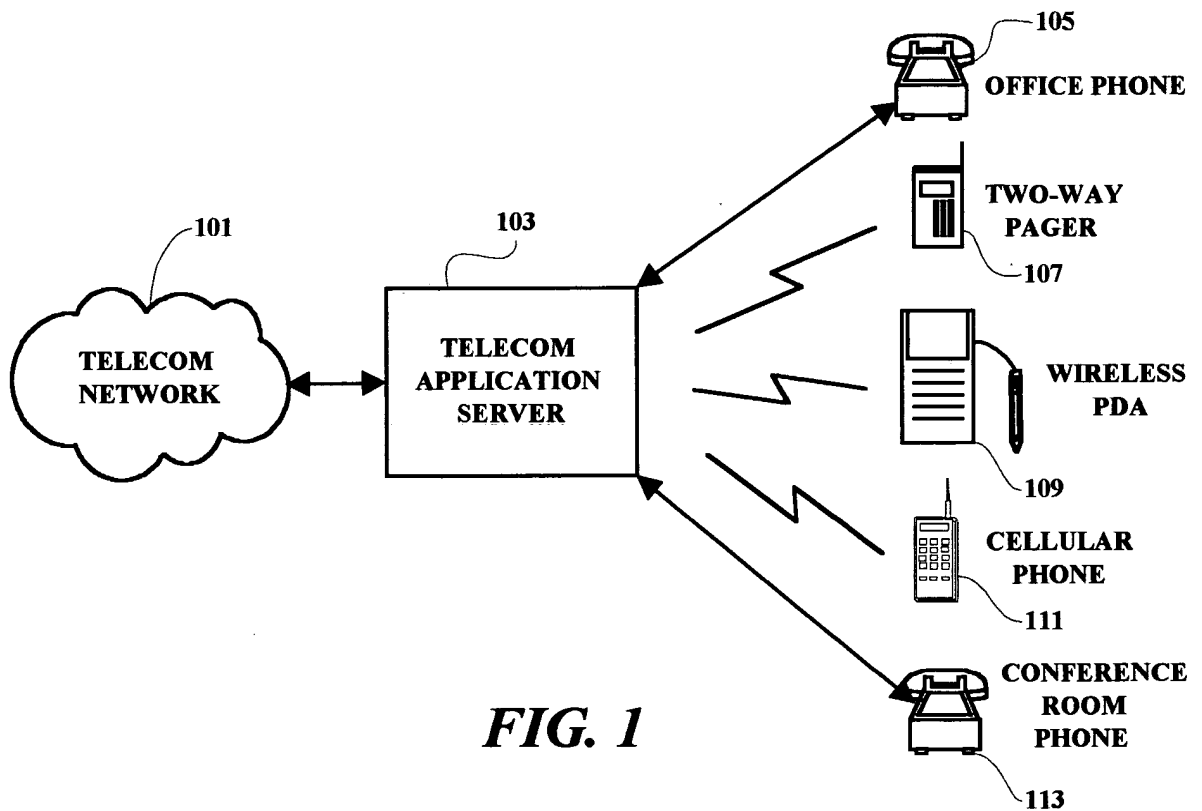 105
OFFICE PHONE
TWO-WAY
PAGER
107
101
103
TELECOM
NETWORK
TELECOM
APPLICATION
SERVER
WIRELESS
PDA
109
CELLULAR
PHONE
111
CONFERENCE
ROOM
PHONE
113
FIG. 1